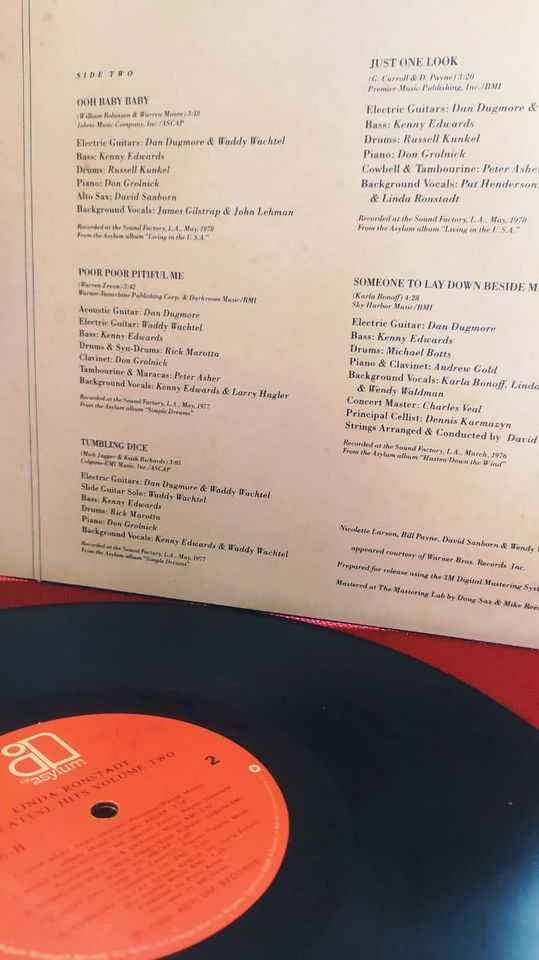 SIDE TWO
OOH BABY BABY
(William Robinson & Warren Moore) 3:18
Jobete Music Company, Inc./ASCAP
Electric Guitars: Dan Dugmore & Waddy Wachtel
Bass: Kenny Edwards
Drums: Russell Kunkel
Piano: Don Grolnick
Alto Sax: David Sanborn
Background Vocals: James Gilstrap & John Lehman
Recorded at the Sound Factory, L.A., May, 1978
From the Asylum album "Living in the U.S.A."
POOR POOR PITIFUL ME
(Warren Zevon) 3:42
Warner-Tamerlane Publishing Corp. & Darkroom Music/BMI
Acoustic Guitar: Dan Dugmore
Electric Guitar: Waddy Wachtel
Bass: Kenny Edwards
Drums & Syn-Drums: Rick Marotta
Clavinet: Don Grolnick
Tambourine & Maracas: Peter Asher
Background Vocals: Kenny Edwards & Larry Hagler
Recorded at the Sound Factory, L.A., May, 1977
From the Asylum album "Simple Dreams"
TUMBLING DICE
(Mick Jagger & Keith Richards) 3:05
Colgems-EMI Music, Inc./ASCAP
Electric Guitars: Dan Dugmore & Waddy Wachtel
Slide Guitar Solo: Waddy Wachtel
Bass: Kenny Edwards
Drums: Rick Marotta
Piano: Don Grolnick
Background Vocals: Kenny Edwards & Waddy Wachtel
Recorded at the Sound Factory, L.A., May, 1977
From the Asylum album "Simple Dreams"
JUST ONE LOOK
(G. Carroll & D. Payne) 3:20
Premier Music Publishing, Inc./BMI
Electric Guitars: Dan Dugmore &
Bass: Kenny Edwards
Drums: Russell Kunkel
Piano: Don Grolnick
Cowbell & Tambourine: Peter Asher
Background Vocals: Pat Henderson,
& Linda Ronstadt
Recorded at the Sound Factory, L.A., May, 1978
From the Asylum album "Living in the U.S.A."
SOMEONE TO LAY DOWN BESIDE M
(Karla Bonoff) 4:28
Sky Harbor Music/BMI
Electric Guitar: Dan Dugmore
Bass: Kenny Edwards
Drums: Michael Botts
Piano & Clavinet: Andrew Gold
Background Vocals: Karla Bonoff, Linda
& Wendy Waldman
Concert Master: Charles Veal
Principal Cellist: Dennis Karmazyn
Strings Arranged & Conducted by David
Recorded at the Sound Factory, L.A., March, 1976
From the Asylum album "Hasten Down the Wind"
Nicolette Larson, Bill Payne, David Sanborn & Wendy
appeared courtesy of Warner Bros. Records Inc.
Prepared for release using the 3M Digital Mastering Sys
Mastered at The Mastering Lab by Doug Sax & Mike Ree
asylum
LINDA RONSTADT
EATEST HITS VOLUME TWO
2